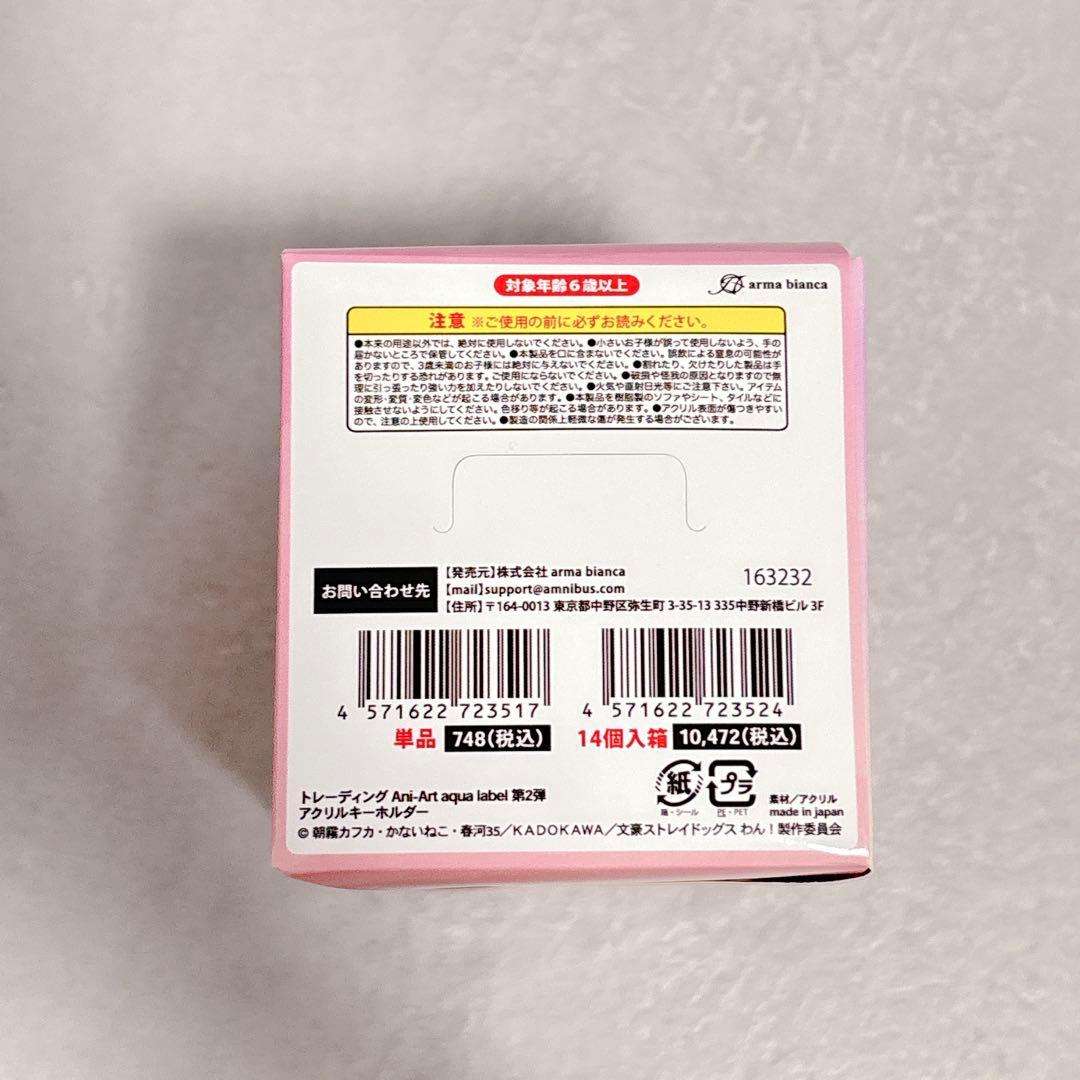 対象年齢6歳以上
arma bianca
注意 ※ご使用の前に必ずお読みください。
●本来の用途以外では、絶対に使用しないでください。●小さいお子様が誤って使用しないよう、手の
届かないところで保管してください。●本製品を口に含まないでください。誤飲による窒息の可能性が
ありますので、3歳未満のお子様には絶対に与えないでください。●割れたり、欠けたりした製品は手
を切ったりする恐れがあります。ご使用にならないでください。●破損や怪我の原因となりますので無
理に引っ張ったり強い力を加えたりしないでください。●火気や直射日光等にご注意下さい。アイテム
の変形・変質・変色などが起こる場合があります。●本製品を樹脂製のソファやシート、タイルなどに
接触させないようにしてください。色移り等が起こる場合があります。●アクリル表面が傷つきやすい
ので、注意の上使用してください。●製造の関係上軽微な傷が発生する場合がございます。
お問い合わせ先
【発売元】株式会社 arma bianca
【mail】support@amnibus.com
【住所】〒164-0013 東京都中野区弥生町 3-35-13 335中野新橋ビル 3F
163232
4 571622 723517
4 571622 723524
単品 748(税込)
14個入箱 10,472(税込)
紙
プラ
箱・シール
PE・PET
素材/アクリル
made in japan
トレーディング Ani-Art aqua label 第2弾
アクリルキーホルダー
© 朝霧カフカ・かないねこ・春河35/KADOKAWA/文豪ストレイドッグス わん!製作委員会